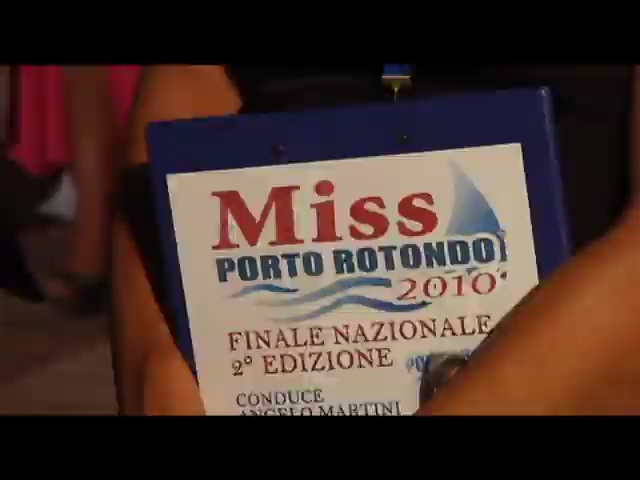 Miss
PORTO ROTONDO
2010
FINALE NAZIONALE
2° EDIZIONE
CONDUCE
ANGELO MARTINI